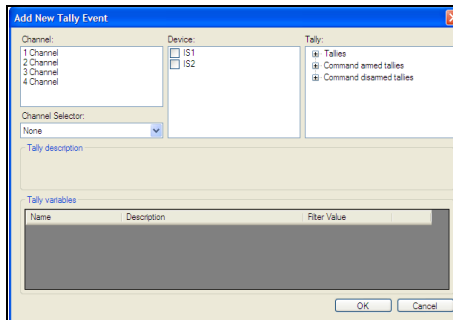 Add New Tally Event
Channel:
1 Channel
2 Channel
3 Channel
4 Channel
Channel Selector:
None
Device:
IS1
IS2
Tally:
Tallies
Command armed tallies
Command disarmed tallies
Tally description
Tally variables
Name Description Filter Value
OK Cancel